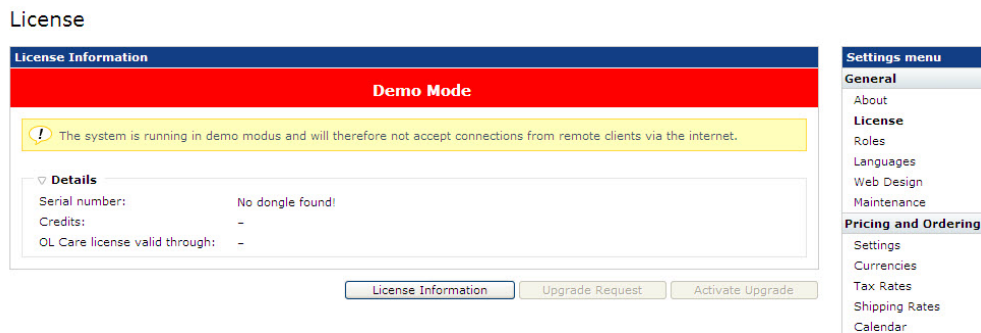 License
License Information
Demo Mode
! The system is running in demo modus and will therefore not accept connections from remote clients via the internet.
Details
Serial number: No dongle found!
Credits: –
OL Care license valid through: –
License Information Upgrade Request Activate Upgrade
Settings menu
General
About
License
Roles
Languages
Web Design
Maintenance
Pricing and Ordering
Settings
Currencies
Tax Rates
Shipping Rates
Calendar